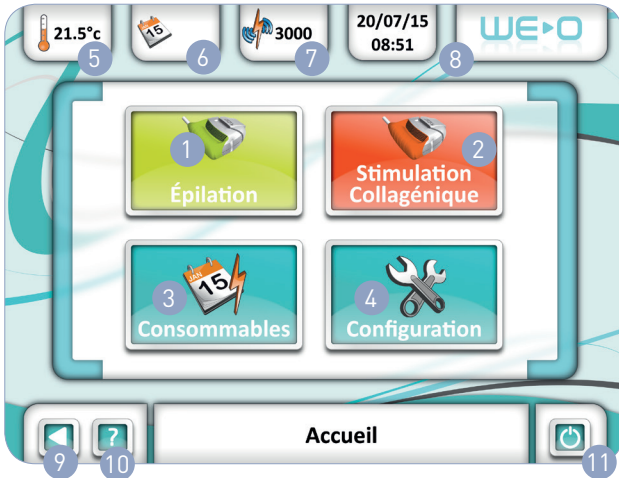 21.5°c
15
3000
20/07/15
08:51
WE►O
5
6
7
8
1
Épilation
2
Stimulation
Collagénique
JAN
15
3
Consommables
4
Configuration
?
Accueil
9
10
11